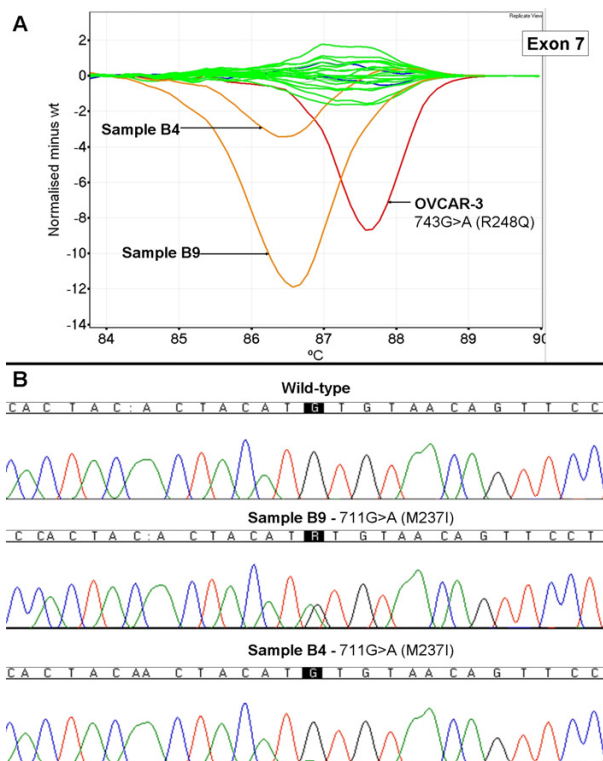 A
Replicate View
Exon 7
Normalised minus wt
2
0
-2
-4
-6
-8
-10
-12
-14
Sample B4
Sample B9
OVCAR-3
743G>A (R248Q)
84 85 86 87 88 89 90
ºC
B
Wild-type
C A C T A C : A C T A C A T G T G T A A C A G T T C C
Sample B9 - 711G>A (M237I)
C C A C T A C : A C T A C A T R T G T A A C A G T T C C T
Sample B4 - 711G>A (M237I)
C A C T A C A A C T A C A T G T G T A A C A G T T C C